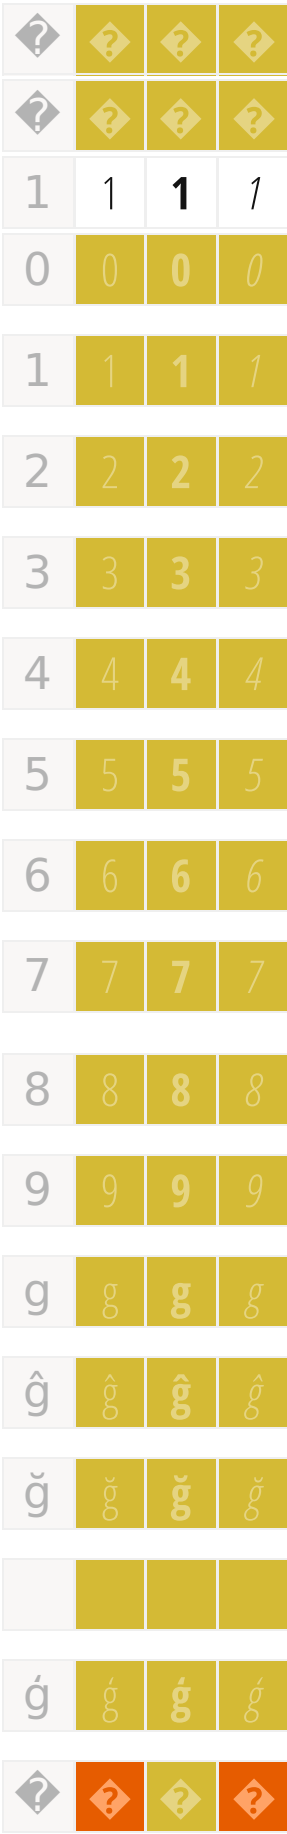 � � � �
� � � �
1 1 1 1
0 0 0 0
1 1 1 1
2 2 2 2
3 3 3 3
4 4 4 4
5 5 5 5
6 6 6 6
7 7 7 7
8 8 8 8
9 9 9 9
g g g g
ĝ ĝ ĝ ĝ
ğ ğ ğ ğ
ǵ ǵ ǵ ǵ
� � � �